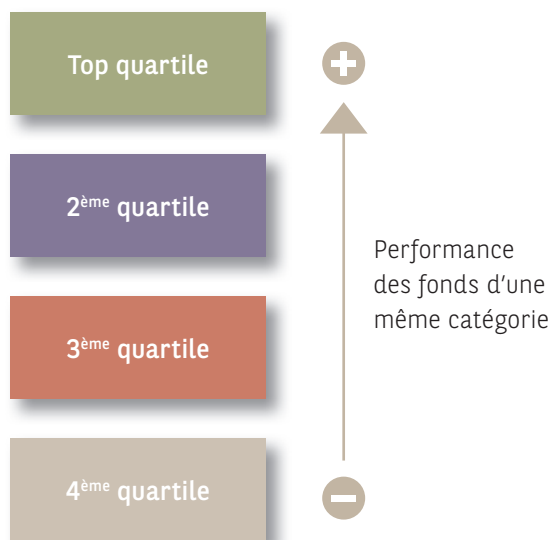 Top quartile
2ème quartile
Performance
des fonds d'une
même catégorie
3ème quartile
4ème quartile